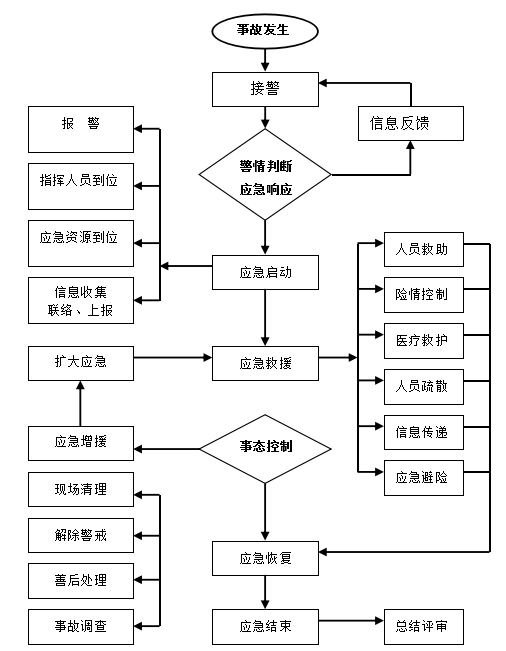 事故发生
接警
信息反馈
警情判断
应急响应
报 警
指挥人员到位
应急资源到位
信息收集
联络、上报
应急启动
人员救助
险情控制
医疗救护
人员疏散
信息传递
应急避险
扩大应急
应急救援
应急增援
事态控制
现场清理
解除警戒
善后处理
事故调查
应急恢复
应急结束
总结评审